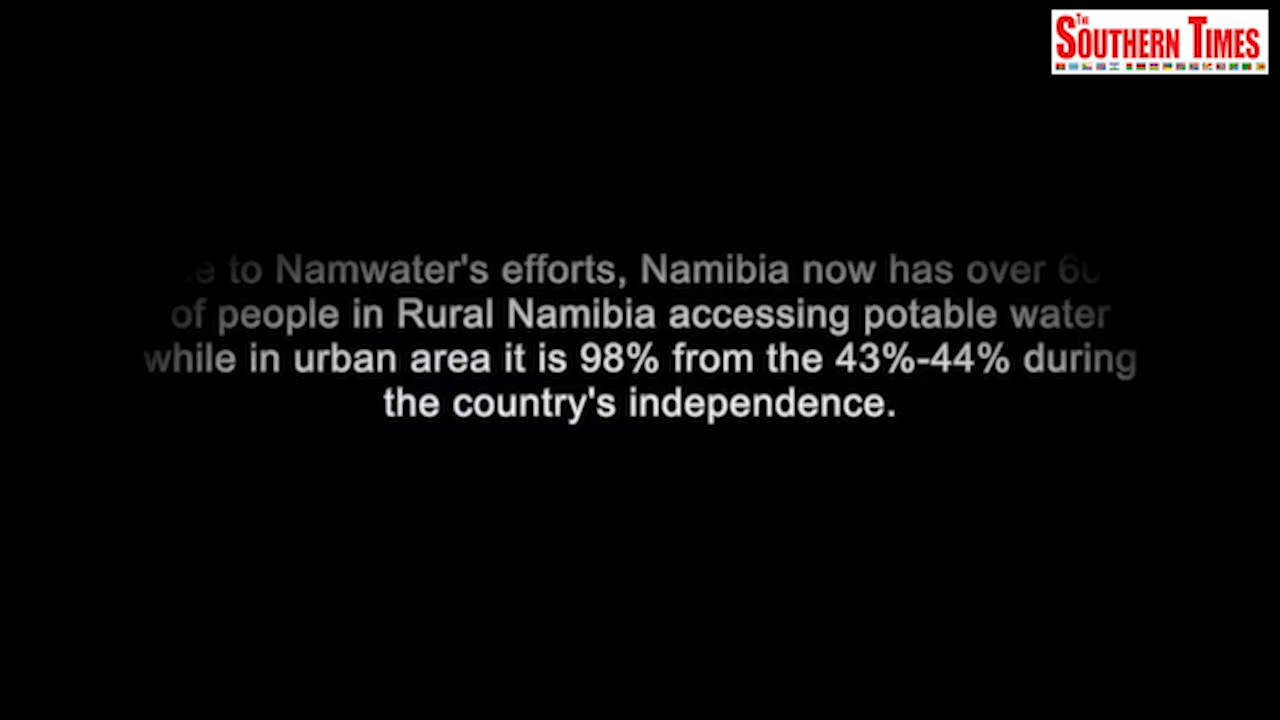 THE SOUTHERN TIMES
to Namwater's efforts, Namibia now has over
of people in Rural Namibia accessing potable water
while in urban area it is 98% from the 43%-44% during
the country's independence.